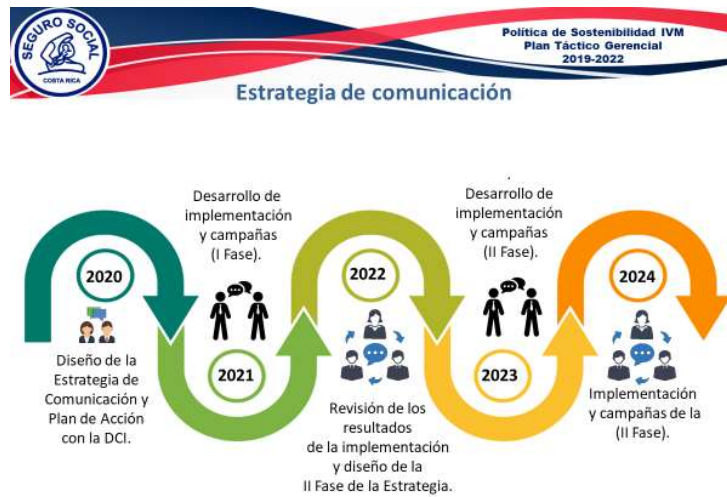 SEGURO SOCIAL
COSTA RICA
Política de Sostenibilidad IVM
Plan Táctico Gerencial
2019-2022
Estrategia de comunicación
2020
Diseño de la
Estrategia de
Comunicación y
Plan de Acción
con la DCI.
Desarrollo de
implementación
y campañas
(I Fase).
2021
2022
Revisión de los
resultados
de la implementación
y diseño de la
II Fase de la Estrategia.
.
Desarrollo de
implementación
y campañas
(II Fase).
2023
2024
Implementación
y campañas de la
(II Fase).